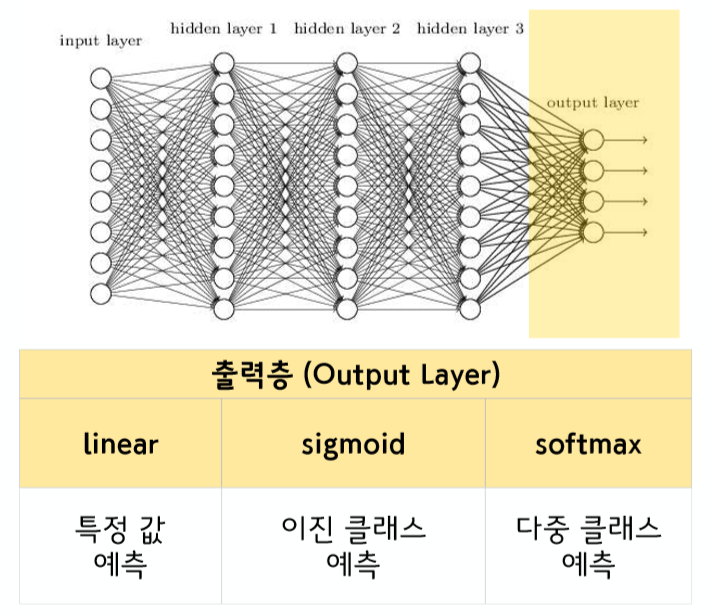 input layer
hidden layer 1 hidden layer 2 hidden layer 3
output layer
출력층 (Output Layer)
linear sigmoid softmax
특정 값
예측
이진 클래스
예측
다중 클래스
예측